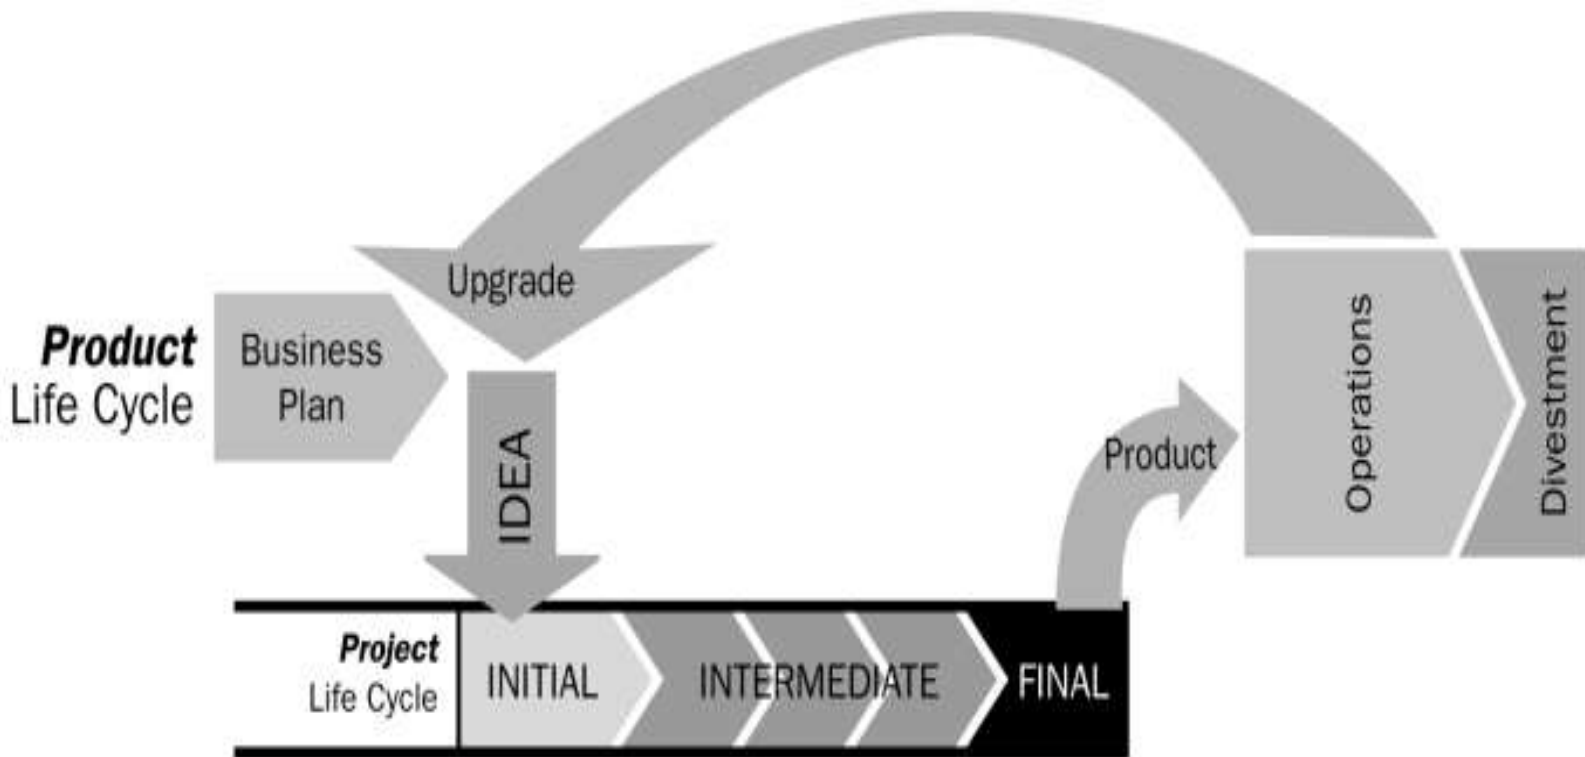 Upgrade
Product
Life Cycle
Business
Plan
IDEA
Product
Operations
Divestment
Project
Life Cycle
INITIAL
INTERMEDIATE
FINAL